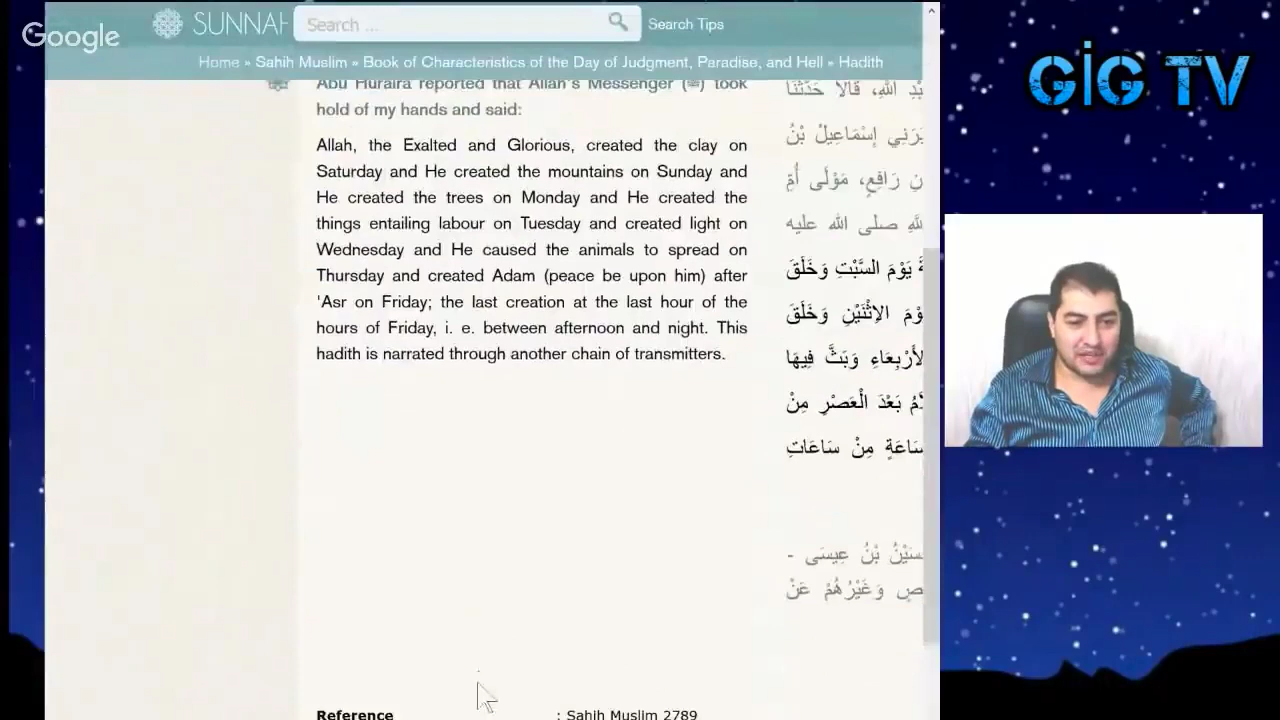 Google
SUNNAH
Search ...
Search Tips
GiG TV
Home » Sahih Muslim » Book of Characteristics of the Day of Judgment, Paradise, and Hell » Hadith
Abu Huraira reported that Allah's Messenger (ﷺ) took
hold of my hands and said:
Allah, the Exalted and Glorious, created the clay on
Saturday and He created the mountains on Sunday and
He created the trees on Monday and He created the
things entailing labour on Tuesday and created light on
Wednesday and He caused the animals to spread on
Thursday and created Adam (peace be upon him) after
'Asr on Friday; the last creation at the last hour of the
hours of Friday, i. e. between afternoon and night. This
hadith is narrated through another chain of transmitters.
اللَّهِ، قَالاَ حَدَّثَنَا
إِسْمَاعِيلُ بْنُ
رَافِعٍ، مَوْلَى أُمِّ
صلى الله عليه
يَوْمَ السَّبْتِ وَخَلَقَ
الاِثْنَيْنِ وَخَلَقَ
وَبَثَّ فِيهَا
بَعْدَ الْعَصْرِ مِنْ
مِنْ سَاعَاتِ
بْنُ عِيسَى -
وَغَيْرُهُمْ عَنْ
Reference : Sahih Muslim 2789